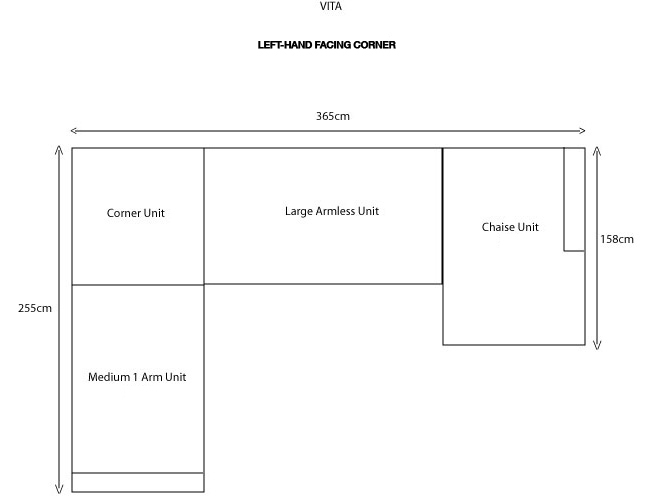 VITA
LEFT-HAND FACING CORNER
365cm
Corner Unit
Large Armless Unit
Chaise Unit
158cm
255cm
Medium 1 Arm Unit